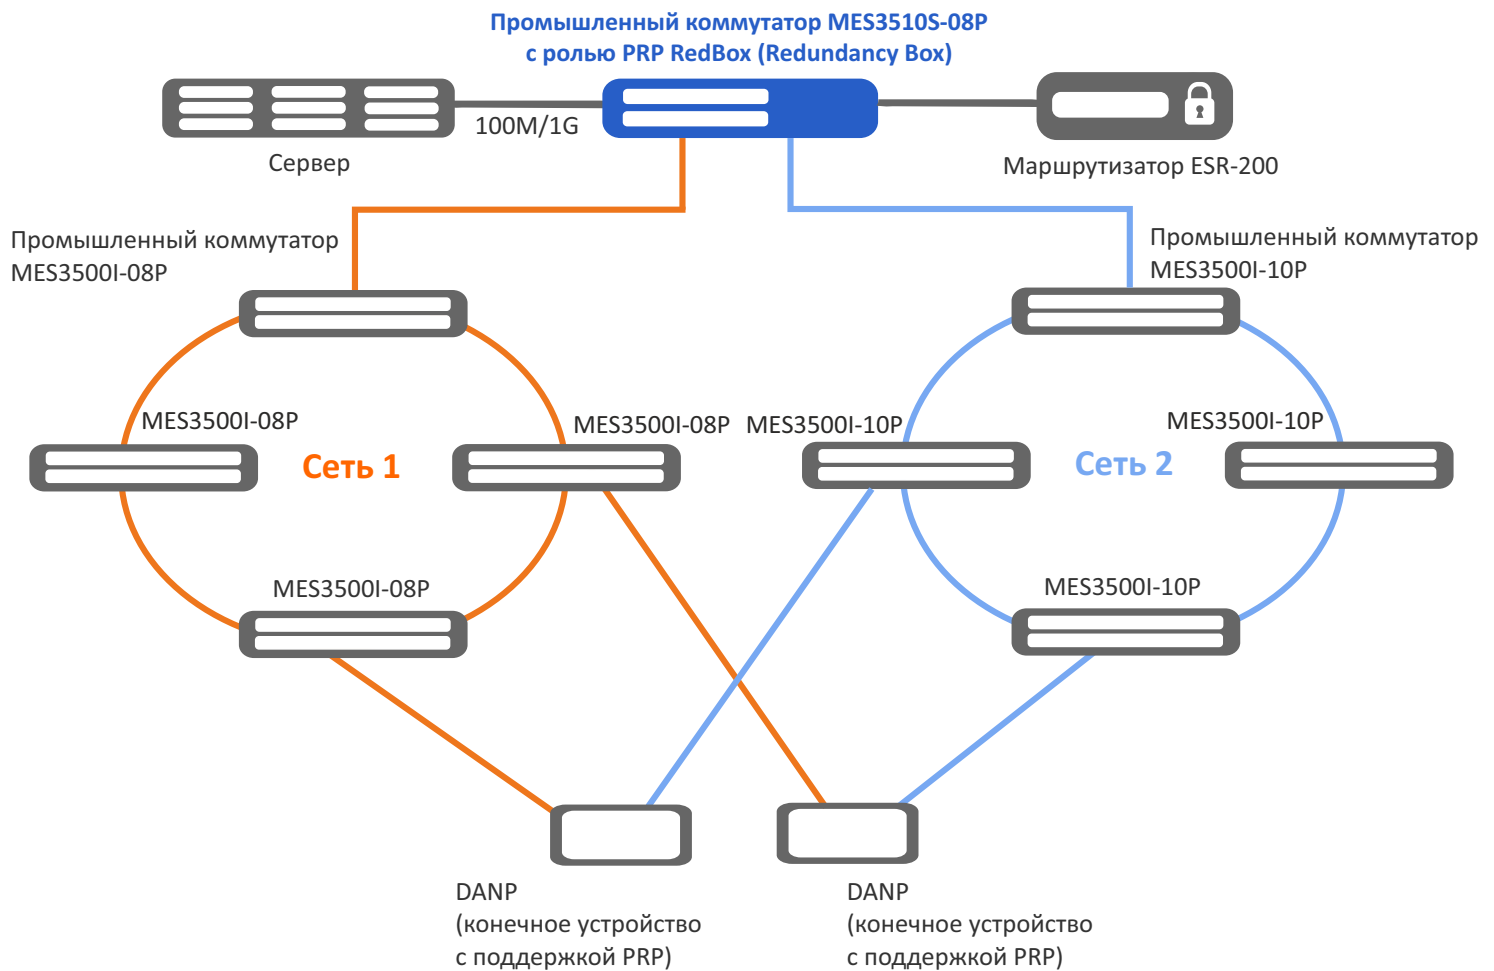 Промышленный коммутатор MES3510S-08P
с ролью PRP RedBox (Redundancy Box)
100M/1G
Сервер
Маршрутизатор ESR-200
Промышленный коммутатор
MES3500I-08P
Промышленный коммутатор
MES3500I-10P
MES3500I-08P
MES3500I-08P
MES3500I-10P
MES3500I-10P
Сеть 1
Сеть 2
MES3500I-08P
MES3500I-10P
DANP
(конечное устройство
с поддержкой PRP)
DANP
(конечное устройство
с поддержкой PRP)